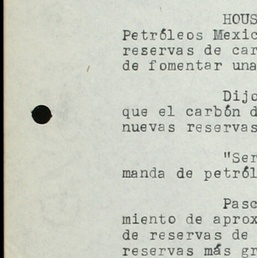 HOUS
Petróleos Mexic
reservas de car
de fomentar una
Dijo
que el carbón d
nuevas reservas
"Ser
manda de petról
Pasc
miento de aprox
de reservas de
reservas más gr